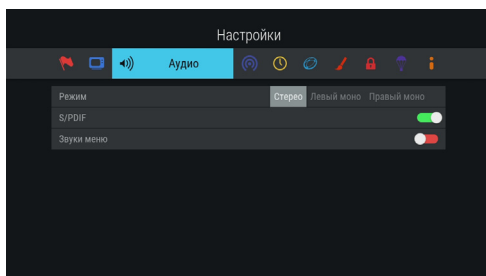 Настройки
Аудио
Режим Стерео Левый моно Правый моно
S/PDIF
Звуки меню